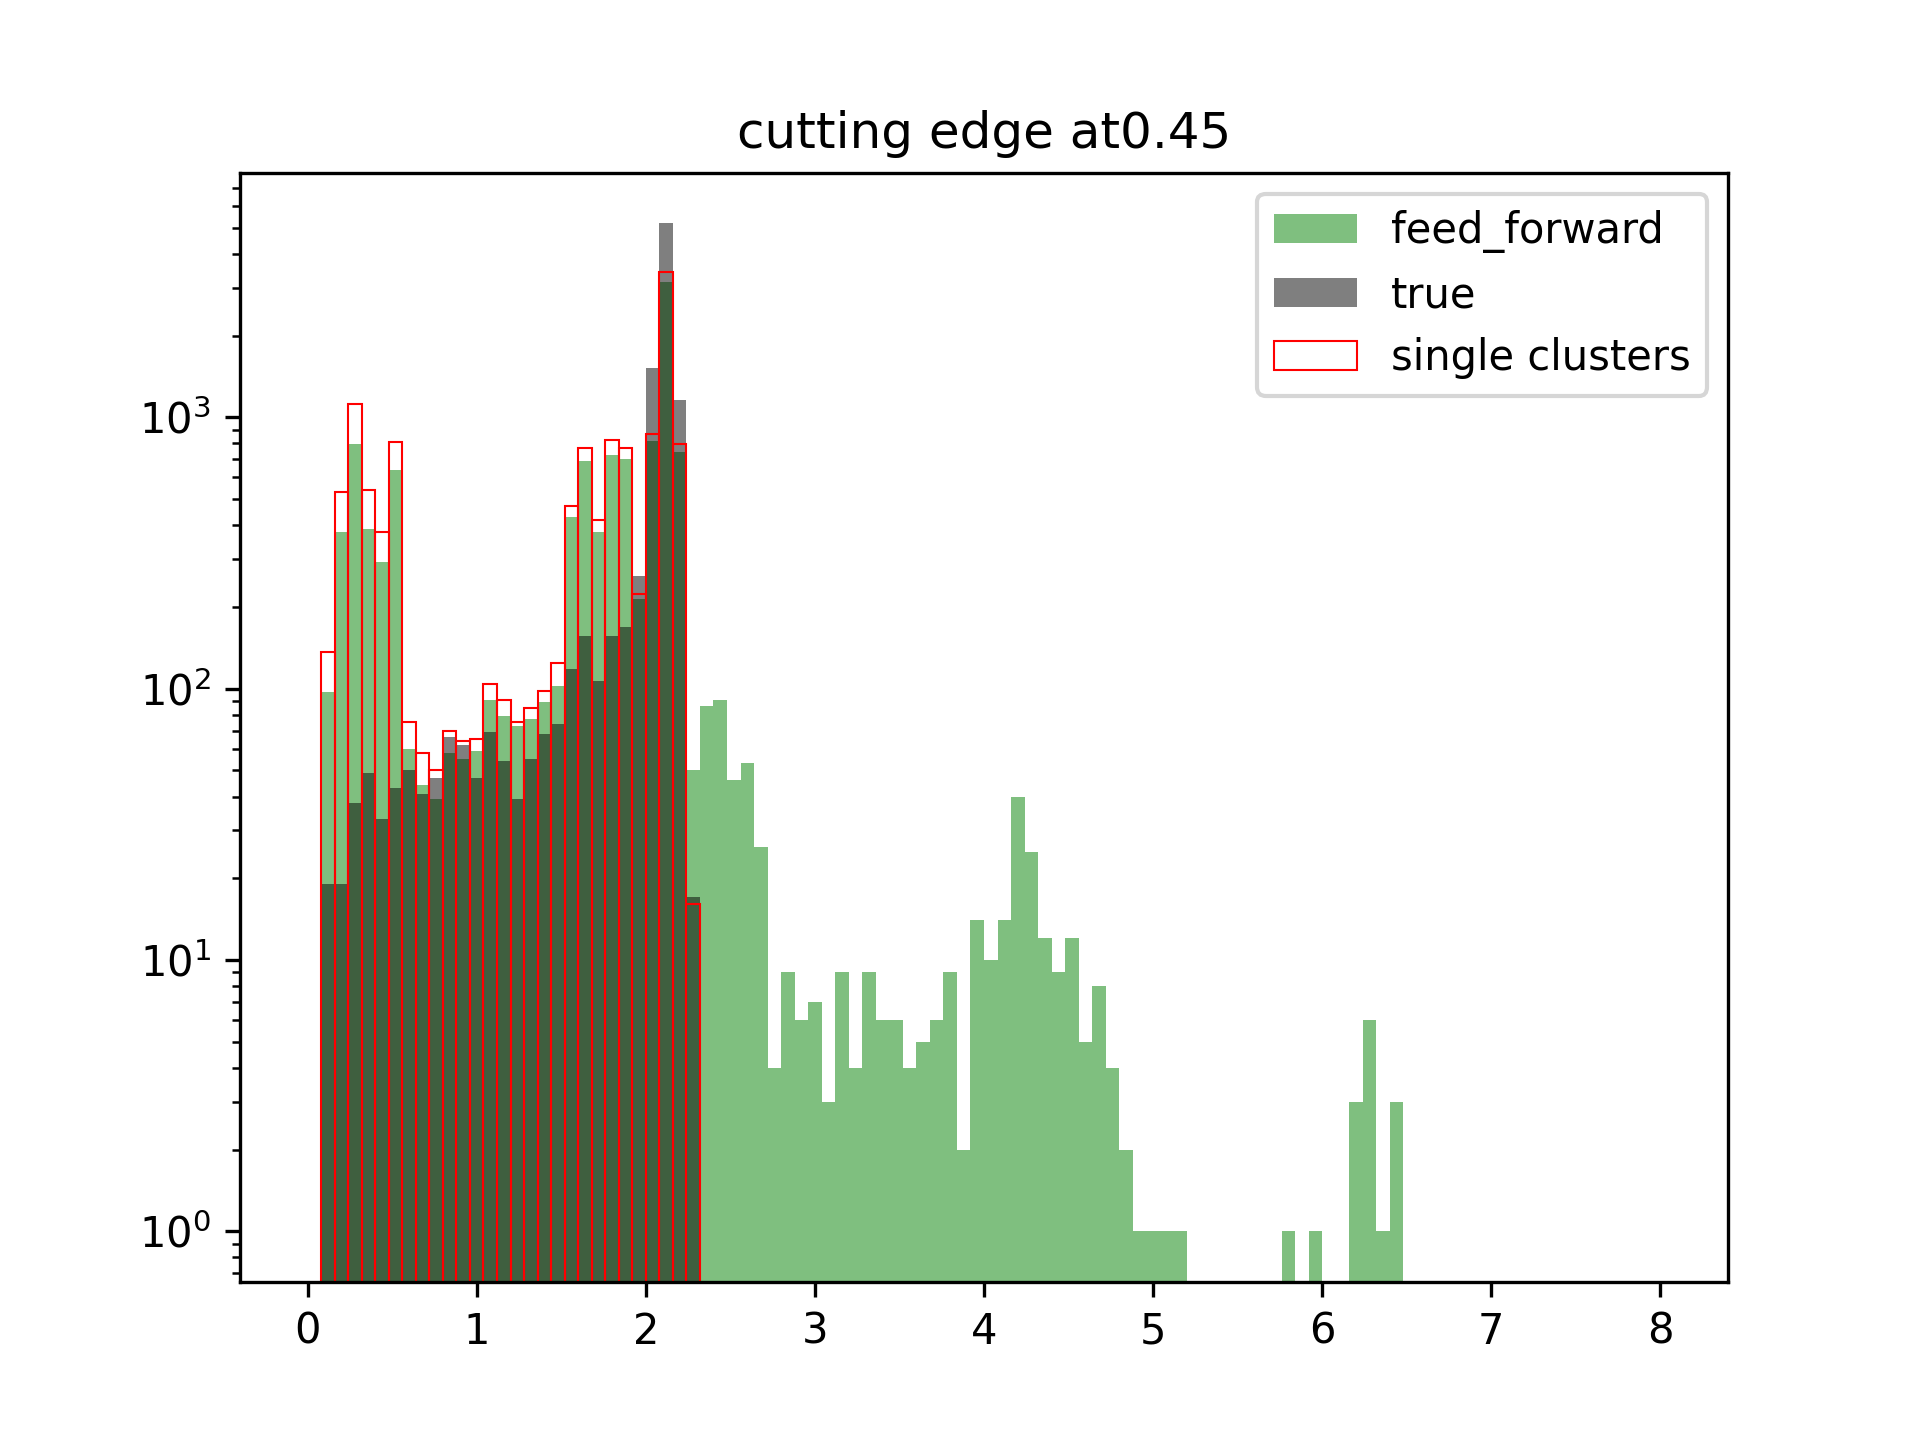 cutting edge at0.45
feed_forward
true
single clusters
10³
10²
10¹
10⁰
0 1 2 3 4 5 6 7 8